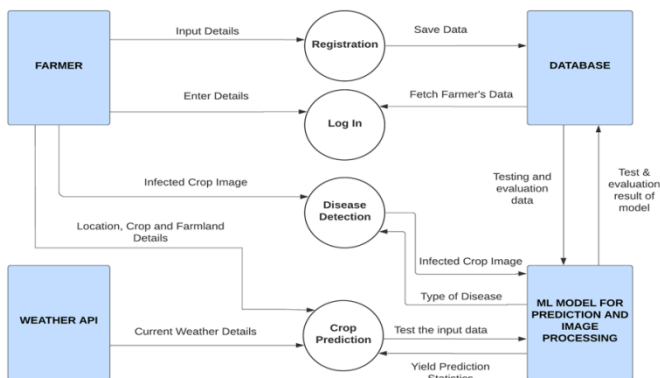 Input Details
Save Data
Registration
FARMER
DATABASE
Enter Details
Fetch Farmer's Data
Log In
Infected Crop Image
Testing and
evaluation
data
Test &
evaluation
result of
model
Disease
Detection
Location, Crop and Farmland
Details
Infected Crop Image
Type of Disease
WEATHER API
ML MODEL FOR
PREDICTION AND
IMAGE
PROCESSING
Current Weather Details
Crop
Prediction
Test the input data
Yield Prediction
Statistics